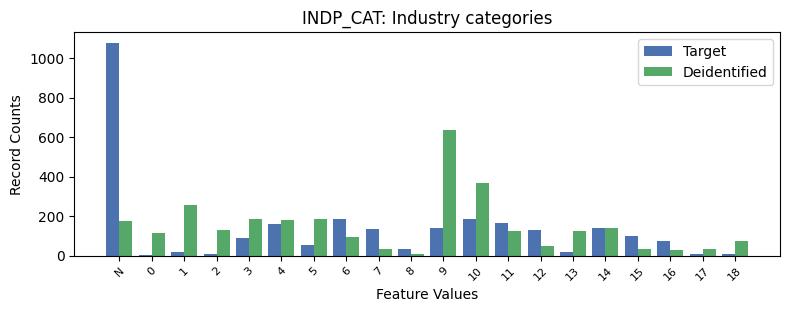 INDP_CAT: Industry categories
Target
Deidentified
Record Counts
1000
800
600
400
200
0
N 0 1 2 3 4 5 6 7 8 9 10 11 12 13 14 15 16 17 18
Feature Values